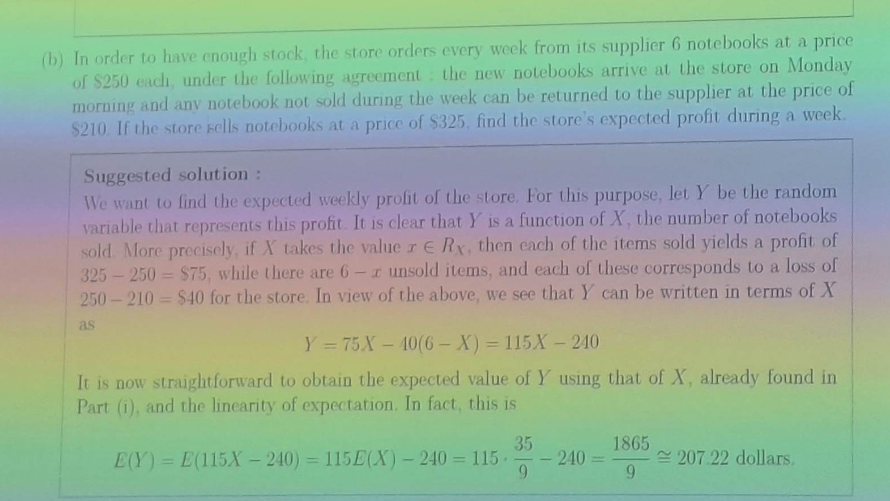 (b) In order to have enough stock, the store orders every week from its supplier 6 notebooks at a price
of $250 each, under the following agreement : the new notebooks arrive at the store on Monday
morning and any notebook not sold during the week can be returned to the supplier at the price of
$210. If the store sells notebooks at a price of $325, find the store's expected profit during a week.
Suggested solution :
We want to find the expected weekly profit of the store. For this purpose, let Y be the random
variable that represents this profit. It is clear that Y is a function of X, the number of notebooks
sold. More precisely, if X takes the value x ∈ R_X, then each of the items sold yields a profit of
325 − 250 = $75, while there are 6 − x unsold items, and each of these corresponds to a loss of
250 − 210 = $40 for the store. In view of the above, we see that Y can be written in terms of X
as
Y = 75X − 40(6 − X) = 115X − 240
It is now straightforward to obtain the expected value of Y using that of X, already found in
Part (i), and the linearity of expectation. In fact, this is
E(Y) = E(115X − 240) = 115E(X) − 240 = 115 · 35/9 − 240 = 1865/9 ≅ 207.22 dollars.